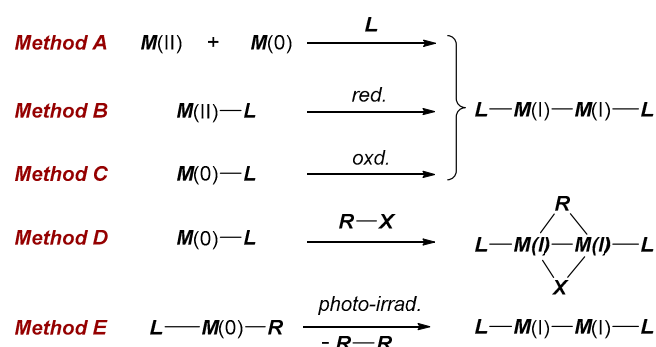 Method A M(II) + M(0) L
Method B M(II)—L red. L—M(I)—M(I)—L
Method C M(0)—L oxd.
Method D M(0)—L R—X L—M(I)—M(I)—L R X
Method E L—M(0)—R photo-irrad. - R—R L—M(I)—M(I)—L